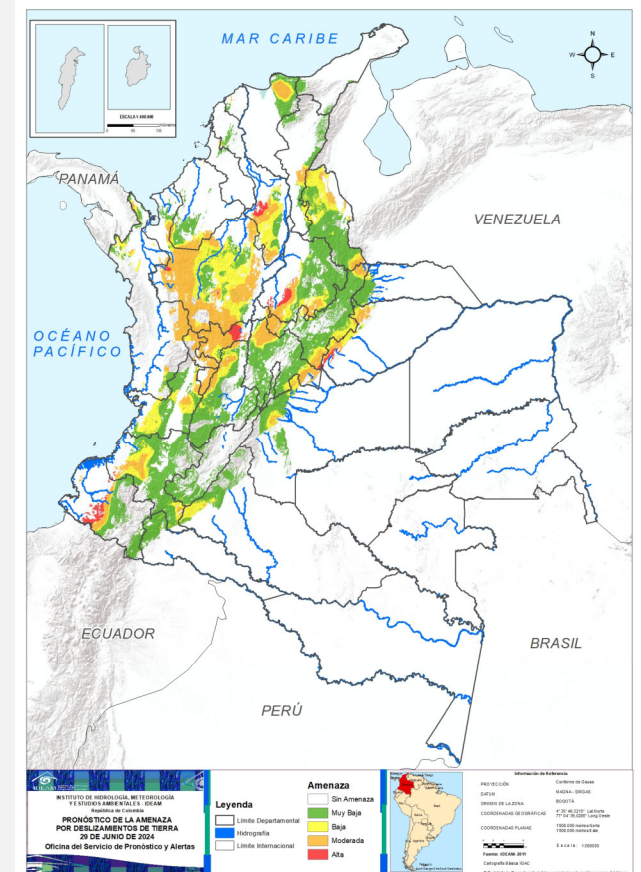 MAR CARIBE
N
W
E
S
ESCALA 1:400.000
PANAMÁ
VENEZUELA
OCÉANO
PACÍFICO
ECUADOR
BRASIL
PERÚ
IDEAM
INSTITUTO DE HIDROLOGÍA, METEOROLOGÍA
Y ESTUDIOS AMBIENTALES - IDEAM
República de Colombia
PRONÓSTICO DE LA AMENAZA
POR DESLIZAMIENTOS DE TIERRA
29 DE JUNIO DE 2024
Oficina del Servicio de Pronóstico y Alertas
Leyenda
Límite Departamental
Hidrografía
Límite Internacional
Amenaza
Sin Amenaza
Muy Baja
Baja
Moderada
Alta
Información de Referencia
PROYECCIÓN Conforme de Gauss
DATUM MAGNA - SIRGAS
ORIGEN DE LA ZONA BOGOTÁ
COORDENADAS GEOGRÁFICAS
COORDENADAS PLANAS
Escala:
Fuente: IDEAM 2011
Cartografía Básica IGAC